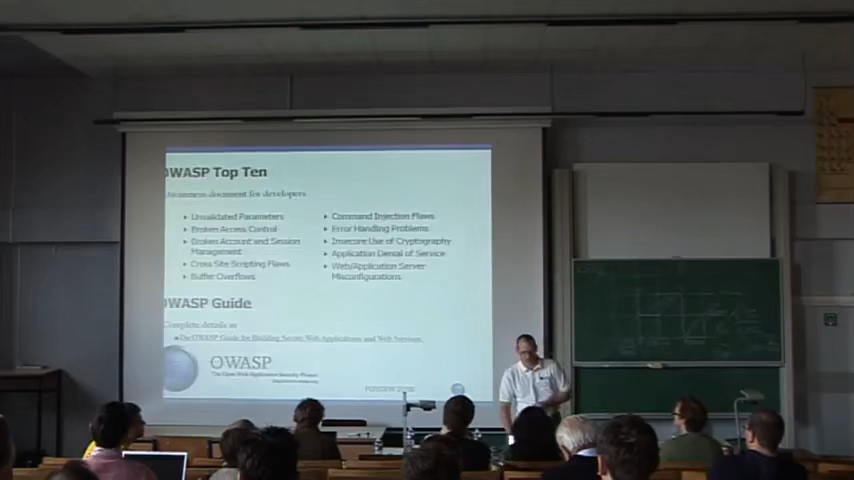 OWASP Top Ten
Awareness document for developers
Unvalidated Parameters
Broken Access Control
Broken Account and Session
Management
Cross Site Scripting Flaws
Buffer Overflows
Command Injection Flaws
Error Handling Problems
Insecure Use of Cryptography
Application Denial of Service
Web/Application Server
Misconfigurations
OWASP Guide
Complete details in
The OWASP Guide for Building Secure Web Applications and Web Services
OWASP
The Open Web Application Security Project